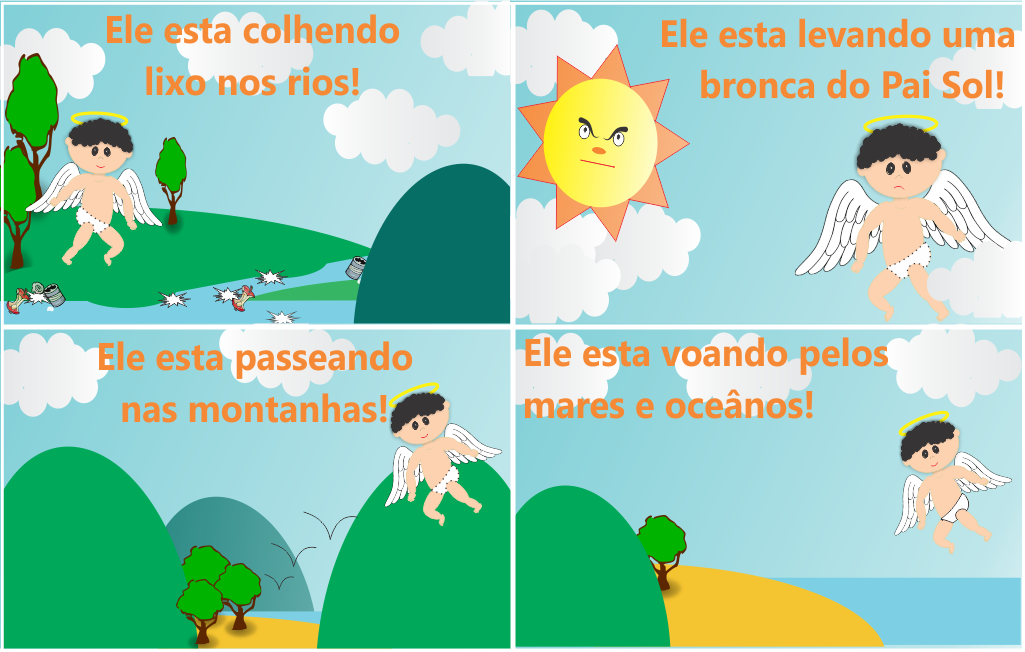 Ele esta colhendo
lixo nos rios!
Ele esta levando uma
bronca do Pai Sol!
Ele esta passeando
nas montanhas!
Ele esta voando pelos
mares e oceânos!